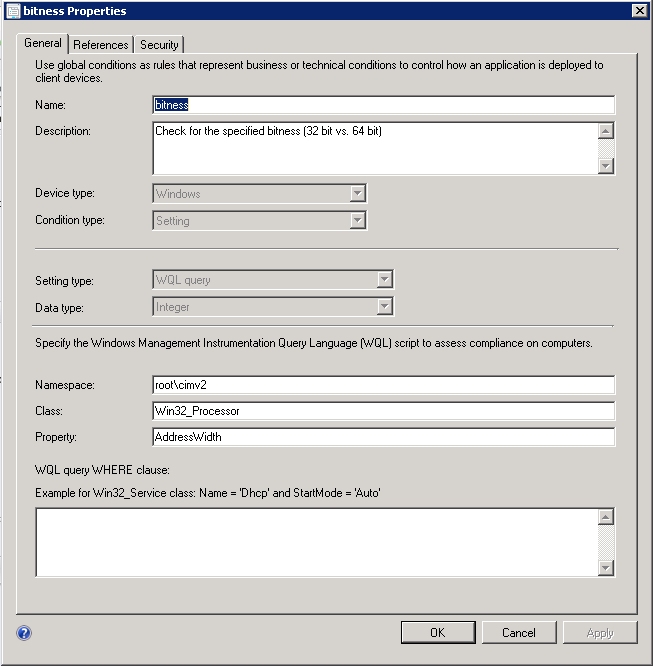 bitness Properties
General References Security
Use global conditions as rules that represent business or technical conditions to control how an application is deployed to
client devices.
Name: bitness
Description: Check for the specified bitness (32 bit vs. 64 bit)
Device type: Windows
Condition type: Setting
Setting type: WQL query
Data type: Integer
Specify the Windows Management Instrumentation Query Language (WQL) script to assess compliance on computers.
Namespace: root\cimv2
Class: Win32_Processor
Property: AddressWidth
WQL query WHERE clause:
Example for Win32_Service class: Name = 'Dhcp' and StartMode = 'Auto'
? OK Cancel Apply